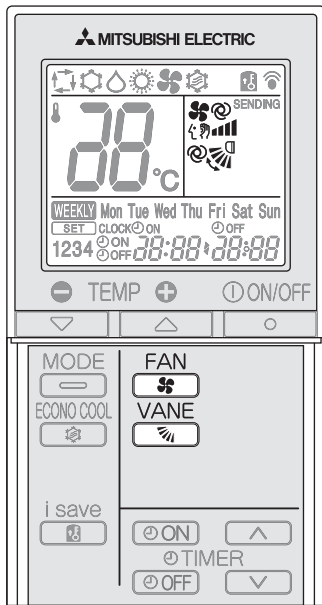 MITSUBISHI ELECTRIC
SENDING
88°C
WEEKLY Mon Tue Wed Thu Fri Sat Sun
SET CLOCK ON OFF
1234 ON OFF 88:88 88:88
TEMP ON/OFF
MODE FAN
ECONO COOL VANE
i save
ON
TIMER
OFF